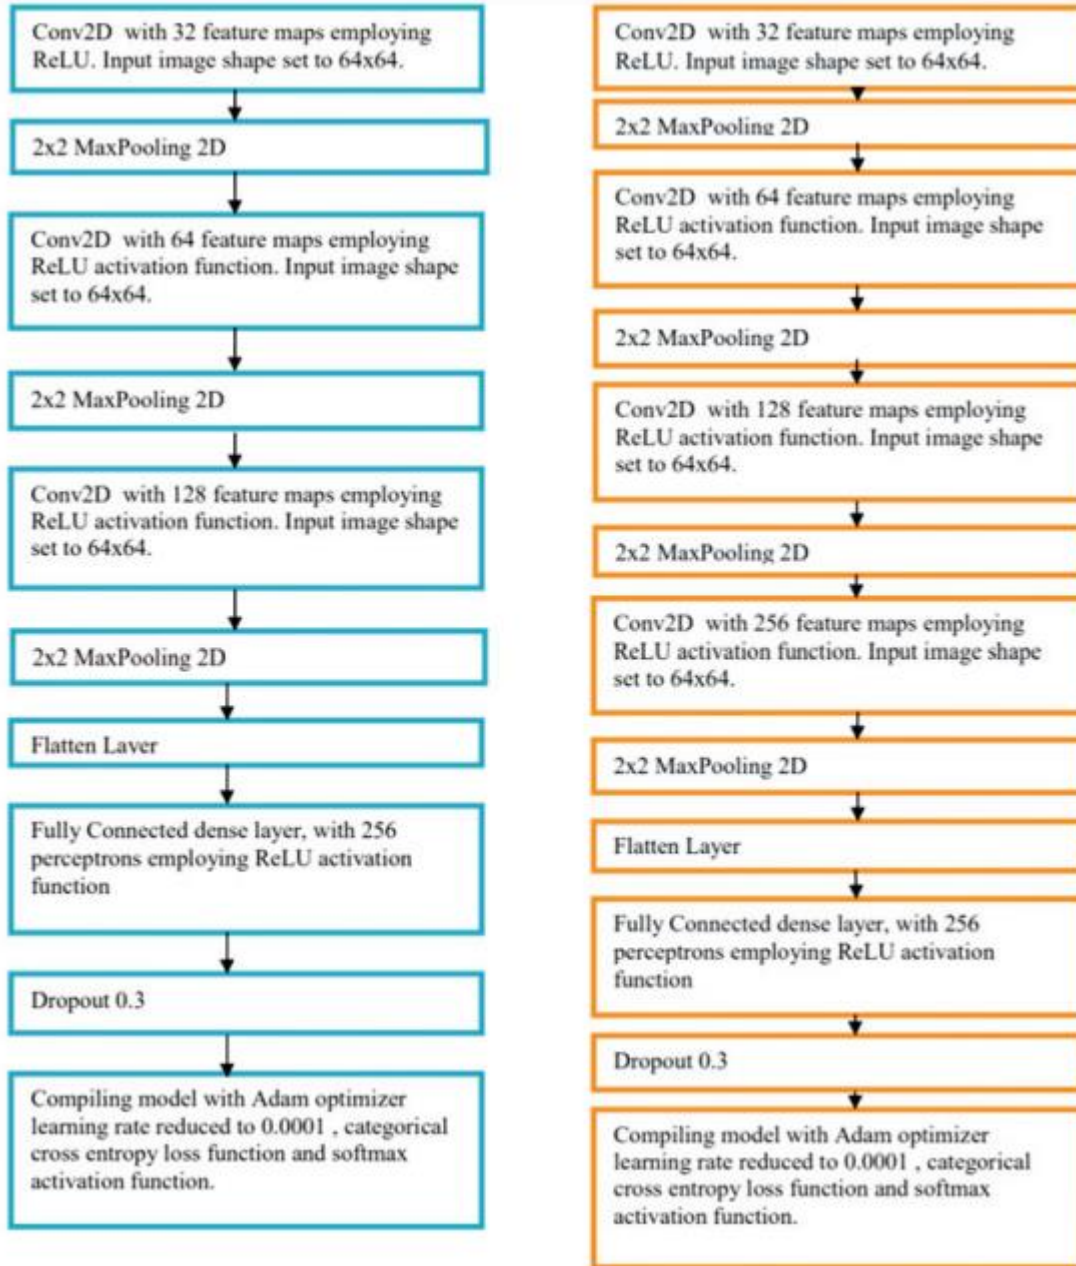 Conv2D with 32 feature maps employing
ReLU. Input image shape set to 64x64.
2x2 MaxPooling 2D
Conv2D with 64 feature maps employing
ReLU activation function. Input image shape
set to 64x64.
2x2 MaxPooling 2D
Conv2D with 128 feature maps employing
ReLU activation function. Input image shape
set to 64x64.
2x2 MaxPooling 2D
Flatten Layer
Fully Connected dense layer, with 256
perceptrons employing ReLU activation
function
Dropout 0.3
Compiling model with Adam optimizer
learning rate reduced to 0.0001 , categorical
cross entropy loss function and softmax
activation function.
Conv2D with 32 feature maps employing
ReLU. Input image shape set to 64x64.
2x2 MaxPooling 2D
Conv2D with 64 feature maps employing
ReLU activation function. Input image shape
set to 64x64.
2x2 MaxPooling 2D
Conv2D with 128 feature maps employing
ReLU activation function. Input image shape
set to 64x64.
2x2 MaxPooling 2D
Conv2D with 256 feature maps employing
ReLU activation function. Input image shape
set to 64x64.
2x2 MaxPooling 2D
Flatten Layer
Fully Connected dense layer, with 256
perceptrons employing ReLU activation
function
Dropout 0.3
Compiling model with Adam optimizer
learning rate reduced to 0.0001 , categorical
cross entropy loss function and softmax
activation function.